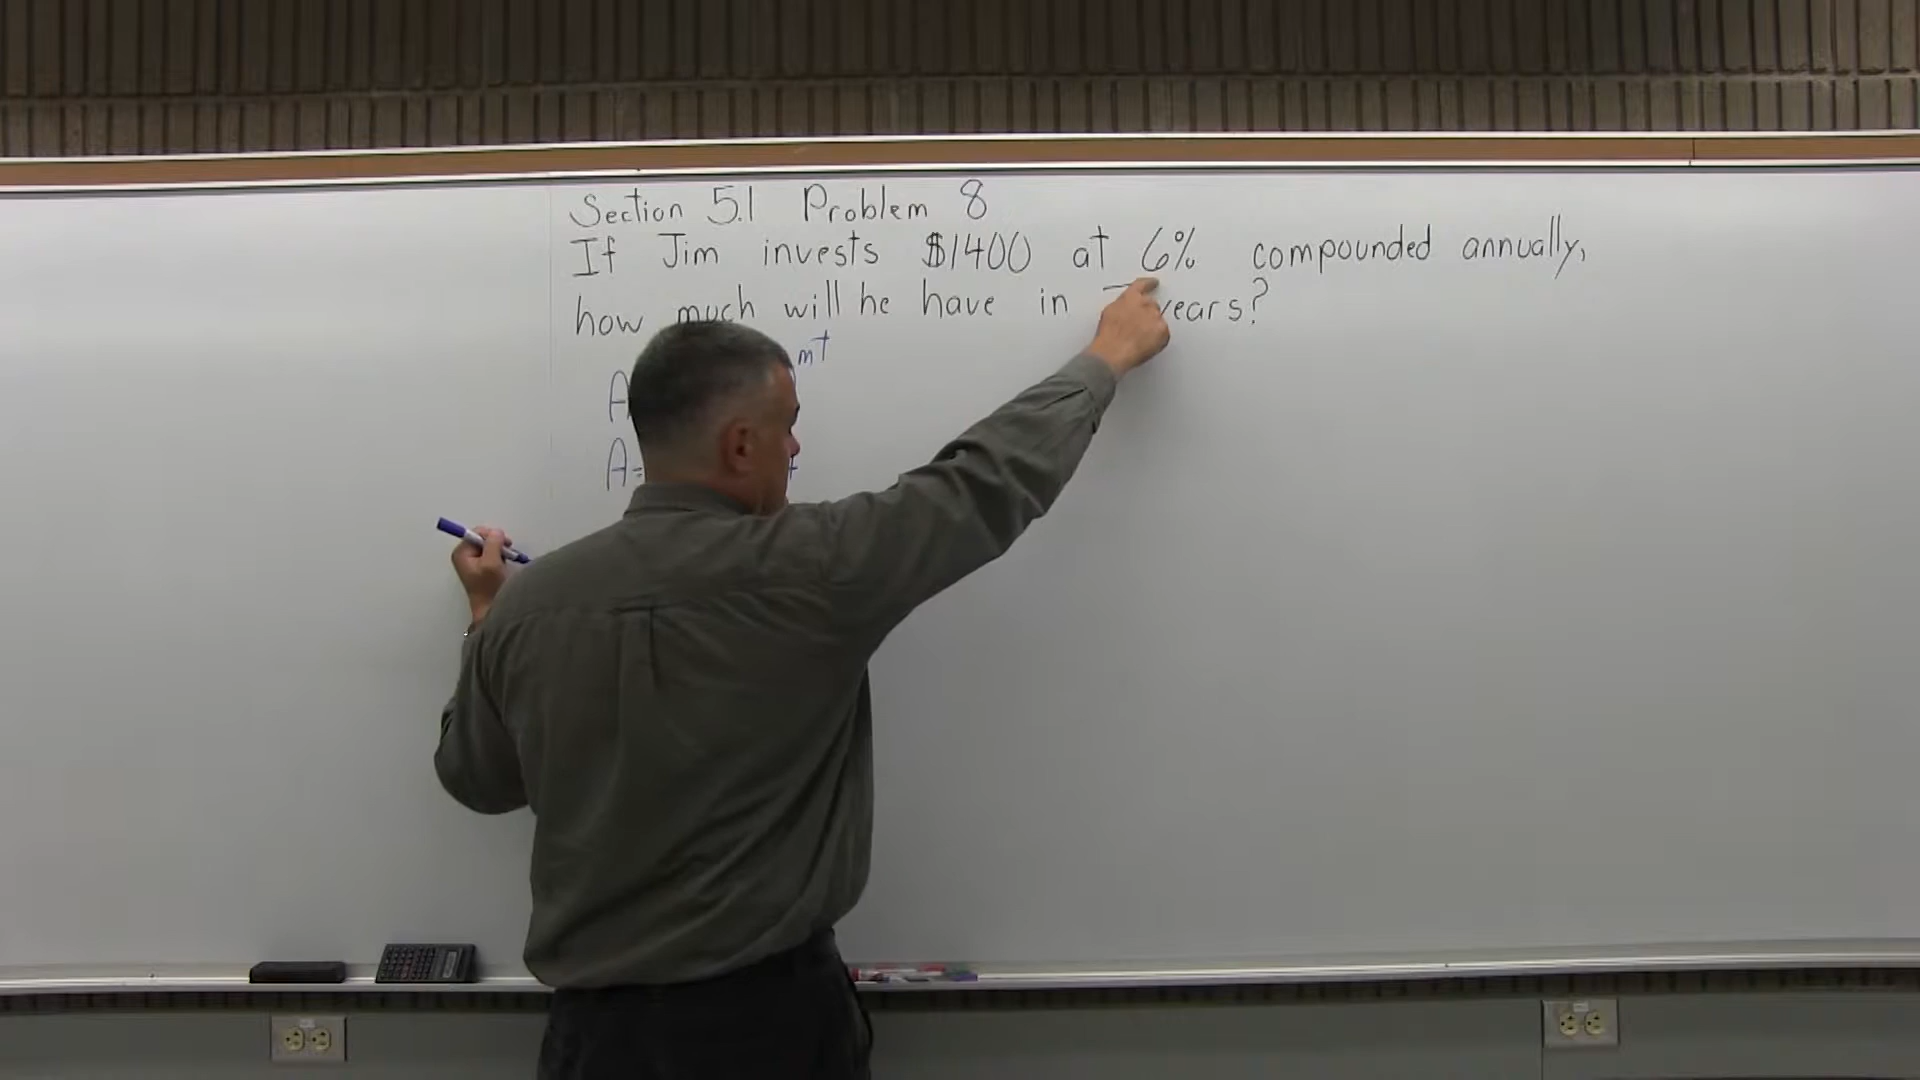 Section 5.1 Problem 8
If Jim invests $1400 at 6% compounded annually,
how much will he have in years?
A mt
A=